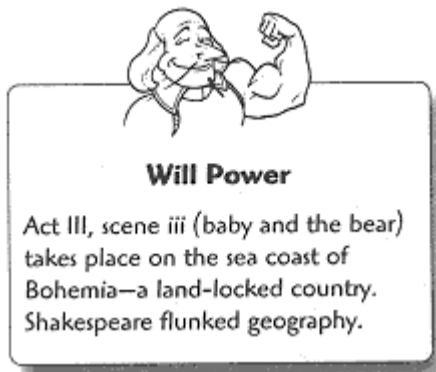 Will Power
Act III, scene iii (baby and the bear)
takes place on the sea coast of
Bohemia—a land-locked country.
Shakespeare flunked geography.